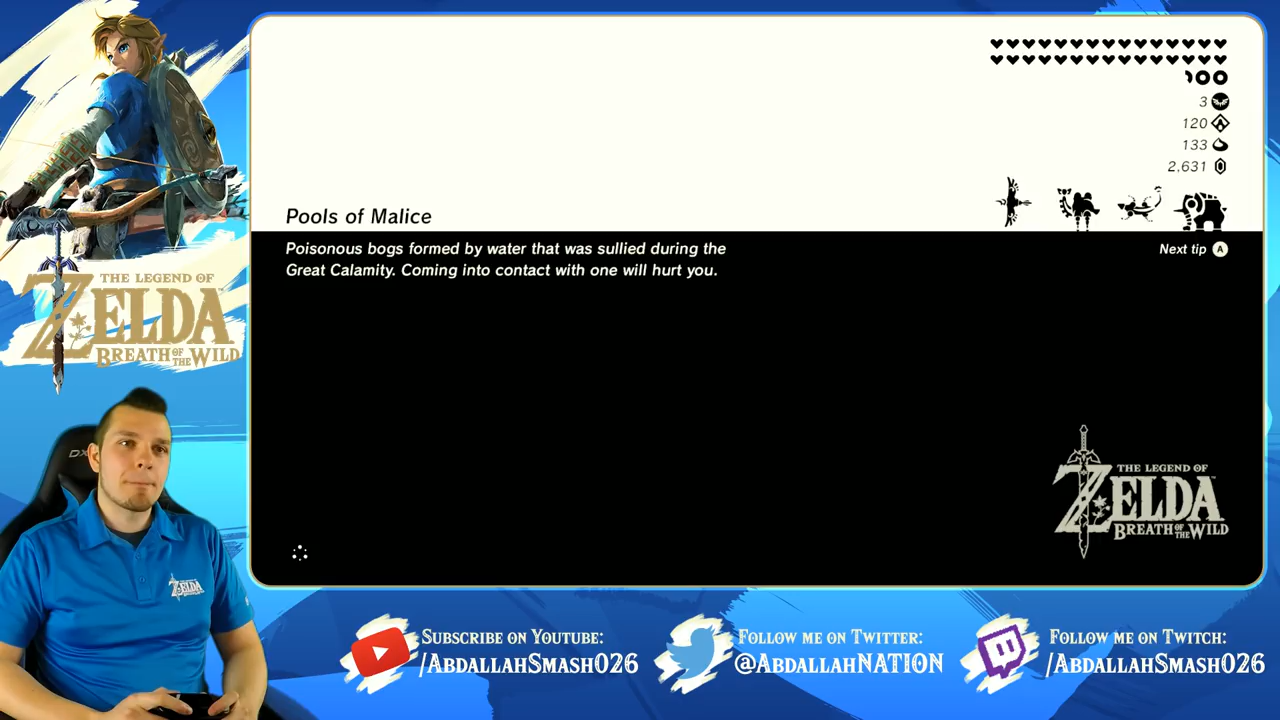 3
120
133
2,631
Pools of Malice
Poisonous bogs formed by water that was sullied during the
Great Calamity. Coming into contact with one will hurt you.
Next tip A
THE LEGEND OF
ZELDA
BREATH OF THE WILD
THE LEGEND OF
ZELDA
BREATH OF THE WILD
DX
ZELDA
SUBSCRIBE ON YOUTUBE:
/ABDALLAHSMASH026
FOLLOW ME ON TWITTER:
@ABDALLAHNATION
FOLLOW ME ON TWITCH:
/ABDALLAHSMASH026